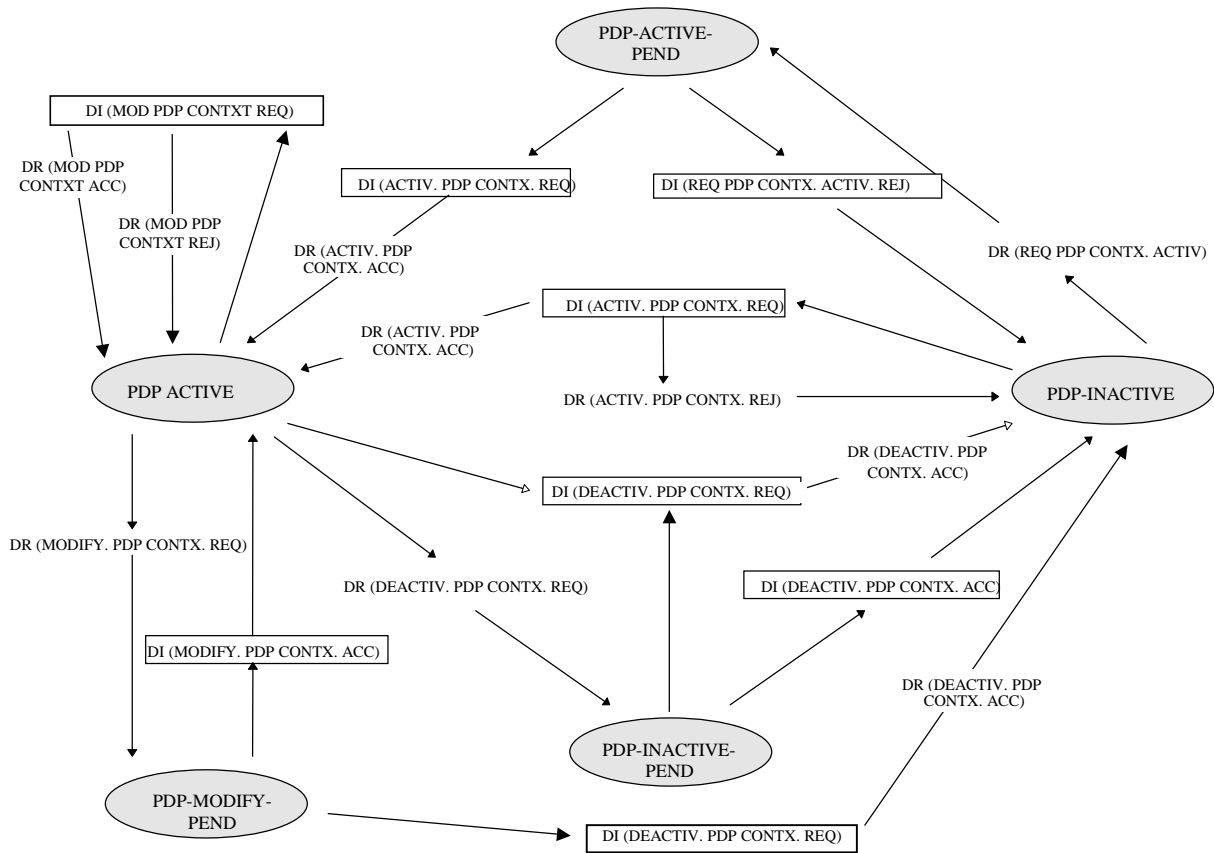 PDP-ACTIVE-
PEND
DI (MOD PDP CONTXT REQ)
DR (MOD PDP
CONTXT ACC)
DR (MOD PDP
CONTXT REJ)
DI (ACTIV. PDP CONTX. REQ)
DI (REQ PDP CONTX. ACTIV. REJ)
DR (ACTIV. PDP
CONTX. ACC)
DR (REQ PDP CONTX. ACTIV)
DI (ACTIV. PDP CONTX. REQ)
DR (ACTIV. PDP
CONTX. ACC)
PDP ACTIVE
DR (ACTIV. PDP CONTX. REJ)
PDP-INACTIVE
DR (DEACTIV. PDP
CONTX. ACC)
DI (DEACTIV. PDP CONTX. REQ)
DR (MODIFY. PDP CONTX. REQ)
DR (DEACTIV. PDP CONTX. REQ)
DI (DEACTIV. PDP CONTX. ACC)
DI (MODIFY. PDP CONTX. ACC)
DR (DEACTIV. PDP
CONTX. ACC)
PDP-INACTIVE-
PEND
PDP-MODIFY-
PEND
DI (DEACTIV. PDP CONTX. REQ)